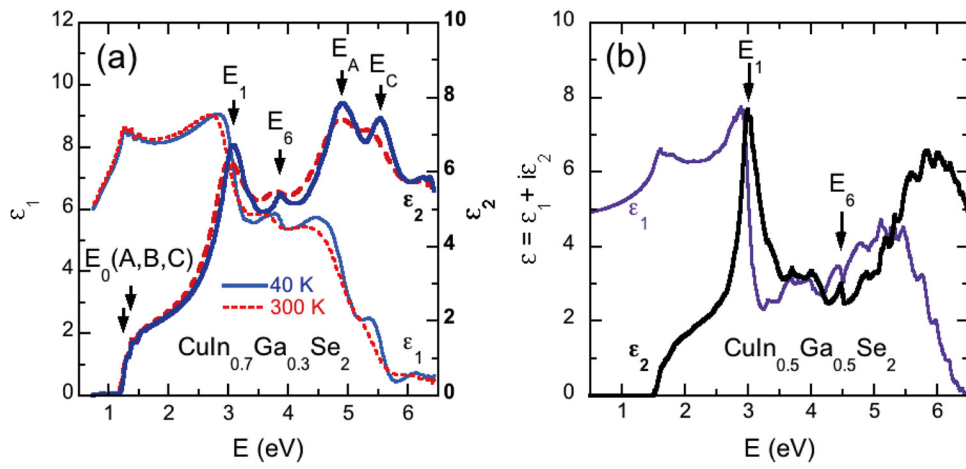 (a)
12
10
8
6
4
2
0
ε₁
10
8
6
4
2
0
ε₂
1 2 3 4 5 6
E (eV)
E₁
E₆
E_A
E_C
E₀(A,B,C)
40 K
300 K
CuIn₀.₇Ga₀.₃Se₂
ε₂
ε₁
(b)
10
8
6
4
2
0
ε = ε₁ + iε₂
1 2 3 4 5 6
E (eV)
E₁
E₆
ε₁
ε₂
CuIn₀.₅Ga₀.₅Se₂